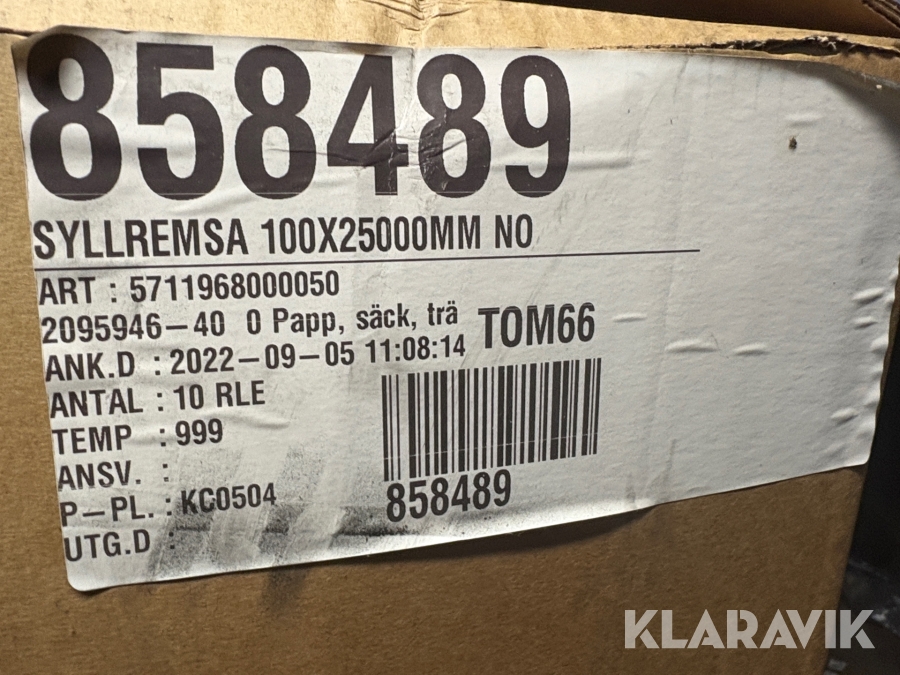 858489
SYLLREMSA 100X25000MM NO
ART : 5711968000050
2095946-40 0 Papp, säck, trä TOM66
ANK.D : 2022-09-05 11:08:14
ANTAL : 10 RLE
TEMP : 999
ANSV. :
P-PL. : KC0504
858489
UTG.D :
KLARAVIK